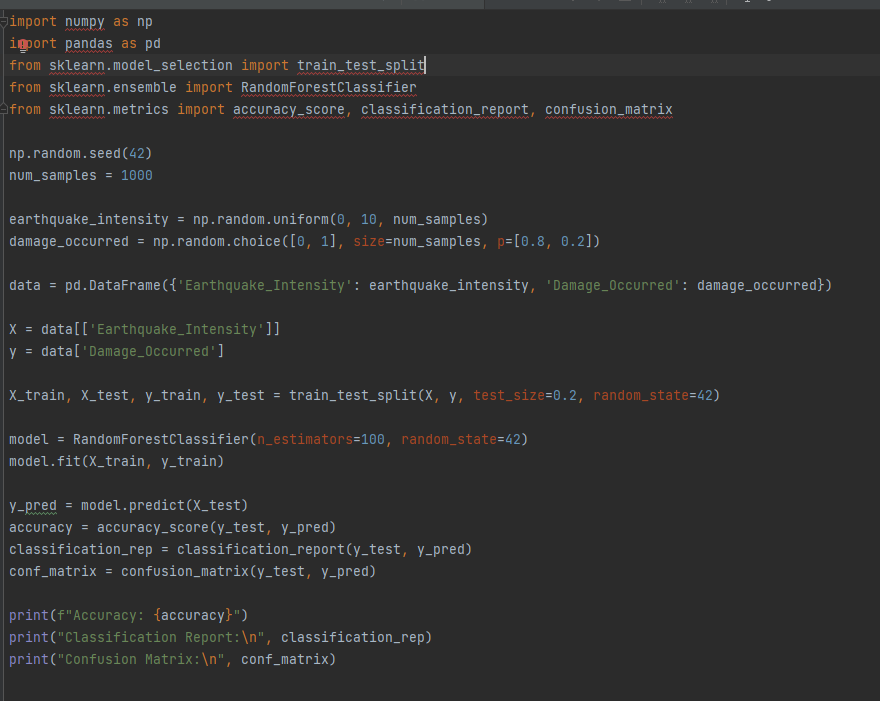 import numpy as np
import pandas as pd
from sklearn.model_selection import train_test_split
from sklearn.ensemble import RandomForestClassifier
from sklearn.metrics import accuracy_score, classification_report, confusion_matrix
np.random.seed(42)
num_samples = 1000
earthquake_intensity = np.random.uniform(0, 10, num_samples)
damage_occurred = np.random.choice([0, 1], size=num_samples, p=[0.8, 0.2])
data = pd.DataFrame({'Earthquake_Intensity': earthquake_intensity, 'Damage_Occurred': damage_occurred})
X = data[['Earthquake_Intensity']]
y = data['Damage_Occurred']
X_train, X_test, y_train, y_test = train_test_split(X, y, test_size=0.2, random_state=42)
model = RandomForestClassifier(n_estimators=100, random_state=42)
model.fit(X_train, y_train)
y_pred = model.predict(X_test)
accuracy = accuracy_score(y_test, y_pred)
classification_rep = classification_report(y_test, y_pred)
conf_matrix = confusion_matrix(y_test, y_pred)
print(f"Accuracy: {accuracy}")
print("Classification Report:\n", classification_rep)
print("Confusion Matrix:\n", conf_matrix)